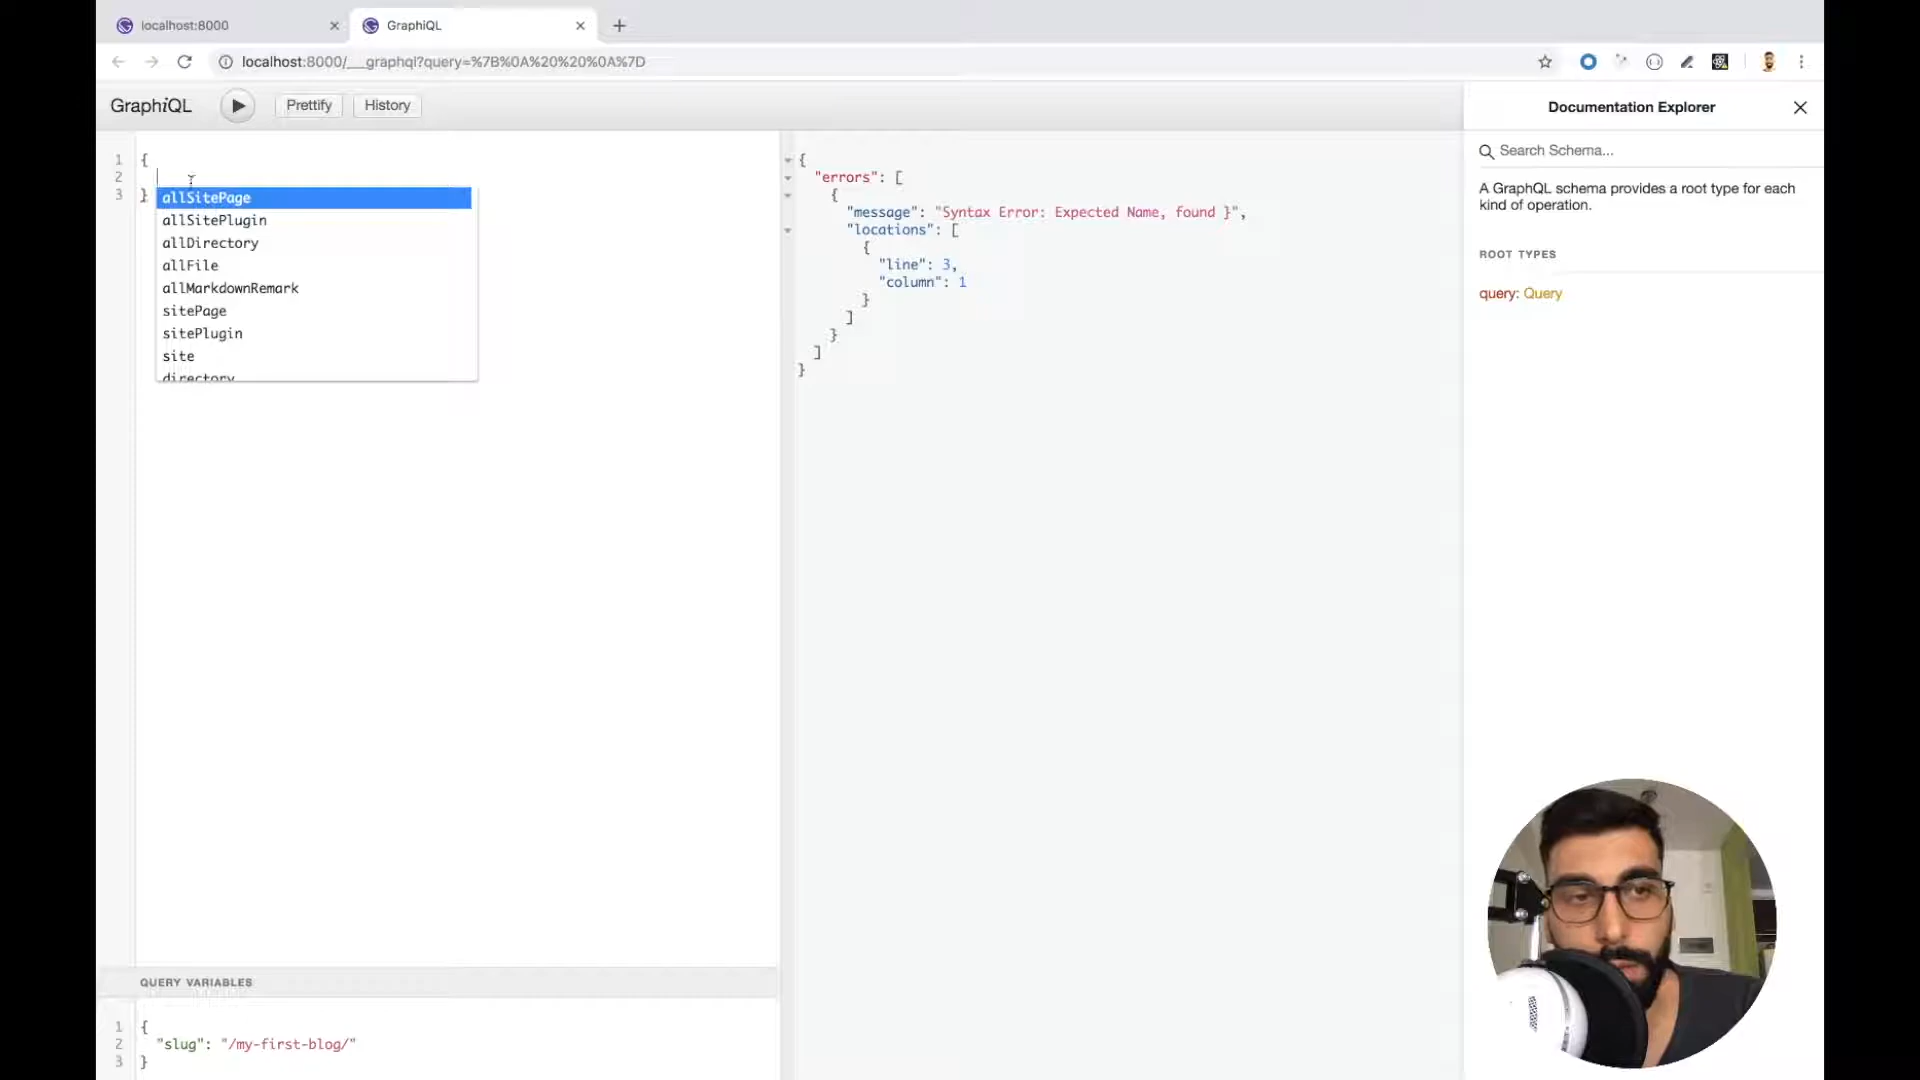 localhost:8000
GraphiQL
localhost:8000/___graphql?query=%7B%0A%20%20%0A%7D
GraphiQL
Prettify
History
1 {
2
3 }
allSitePage
allSitePlugin
allDirectory
allFile
allMarkdownRemark
sitePage
sitePlugin
site
directory
{
"errors": [
{
"message": "Syntax Error: Expected Name, found }",
"locations": [
{
"line": 3,
"column": 1
}
]
}
]
}
Documentation Explorer
Search Schema...
A GraphQL schema provides a root type for each
kind of operation.
ROOT TYPES
query: Query
QUERY VARIABLES
1 {
2 "slug": "/my-first-blog/"
3 }